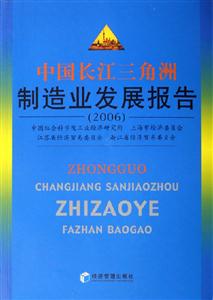 中国长江三角洲
制造业发展报告
(2006)
中国社会科学院工业经济研究所 上海市经济委员会
江苏省经济贸易委员会 浙江省经济贸易委员会
ZHONGGUO
CHANGJIANG SANJIAOZHOU
ZHIZAOYE
FAZHAN BAOGAO
经济管理出版社